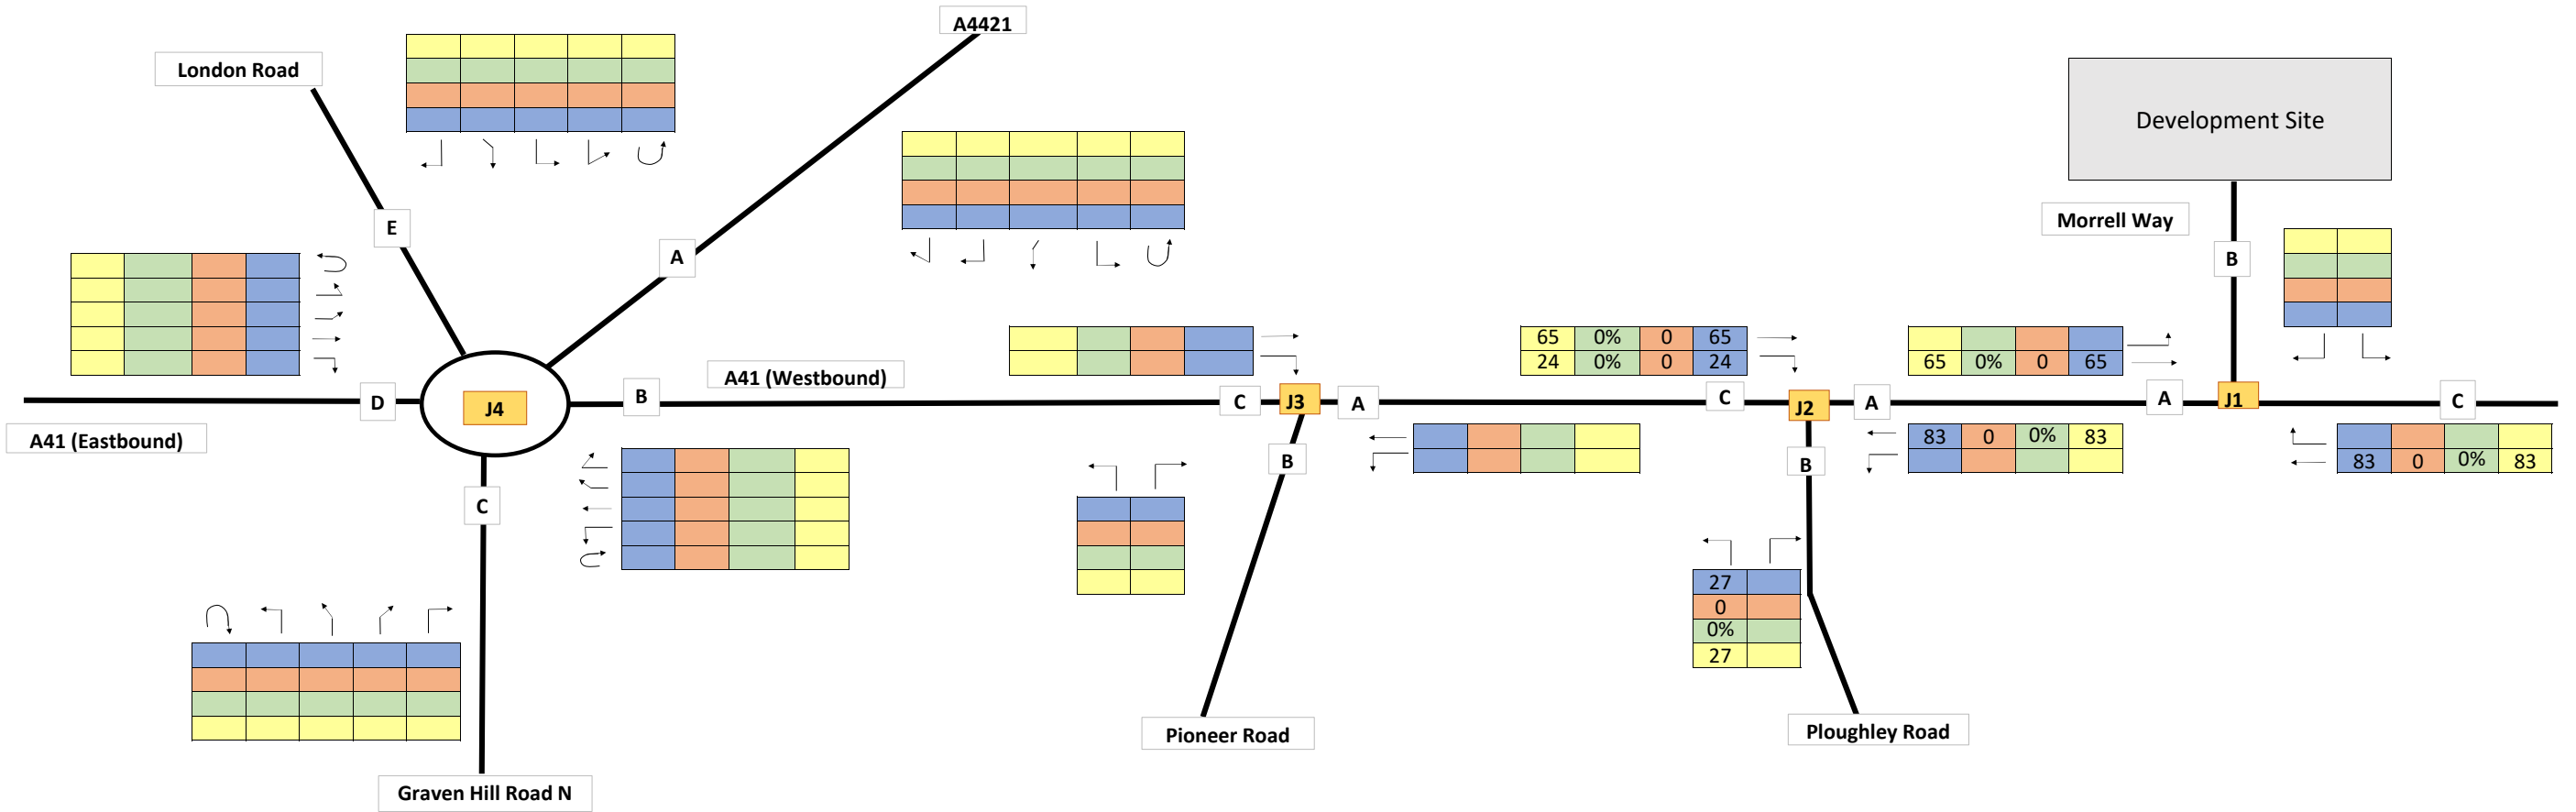 A4421
London Road
Development Site
Morrell Way
E
A
B
65 0% 0 65
24 0% 0 24
65 0% 0 65
A41 (Westbound)
D
J4
B
C
J3
A
C
J2
A
A
J1
C
A41 (Eastbound)
83 0 0% 83
83 0 0% 83
B
B
C
27
0
0%
27
Pioneer Road
Ploughley Road
Graven Hill Road N